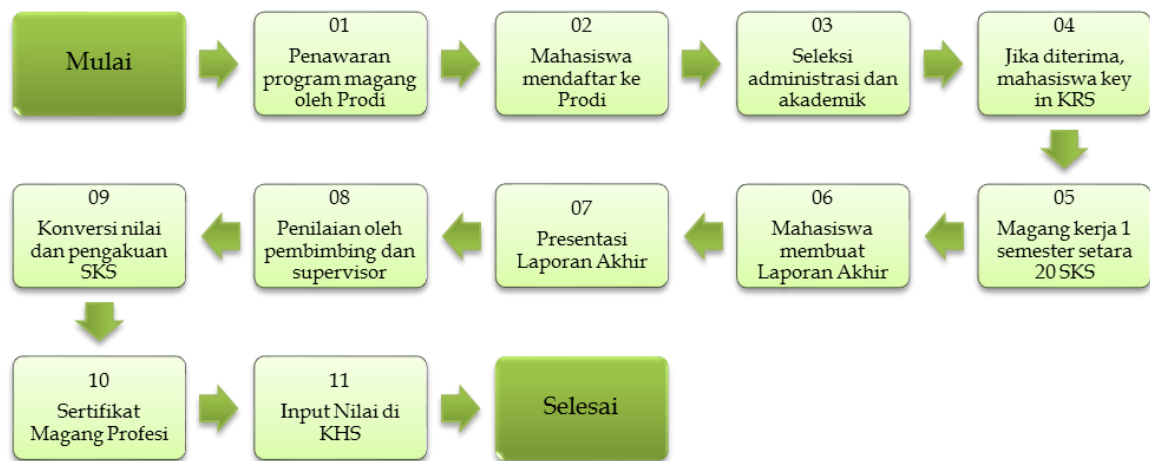 Mulai
01
Penawaran
program magang
oleh Prodi
02
Mahasiswa
mendaftar ke
Prodi
03
Seleksi
administrasi dan
akademik
04
Jika diterima,
mahasiswa key
in KRS
05
Magang kerja 1
semester setara
20 SKS
06
Mahasiswa
membuat
Laporan Akhir
07
Presentasi
Laporan Akhir
08
Penilaian oleh
pembimbing dan
supervisor
09
Konversi nilai
dan pengakuan
SKS
10
Sertifikat
Magang Profesi
11
Input Nilai di
KHS
Selesai